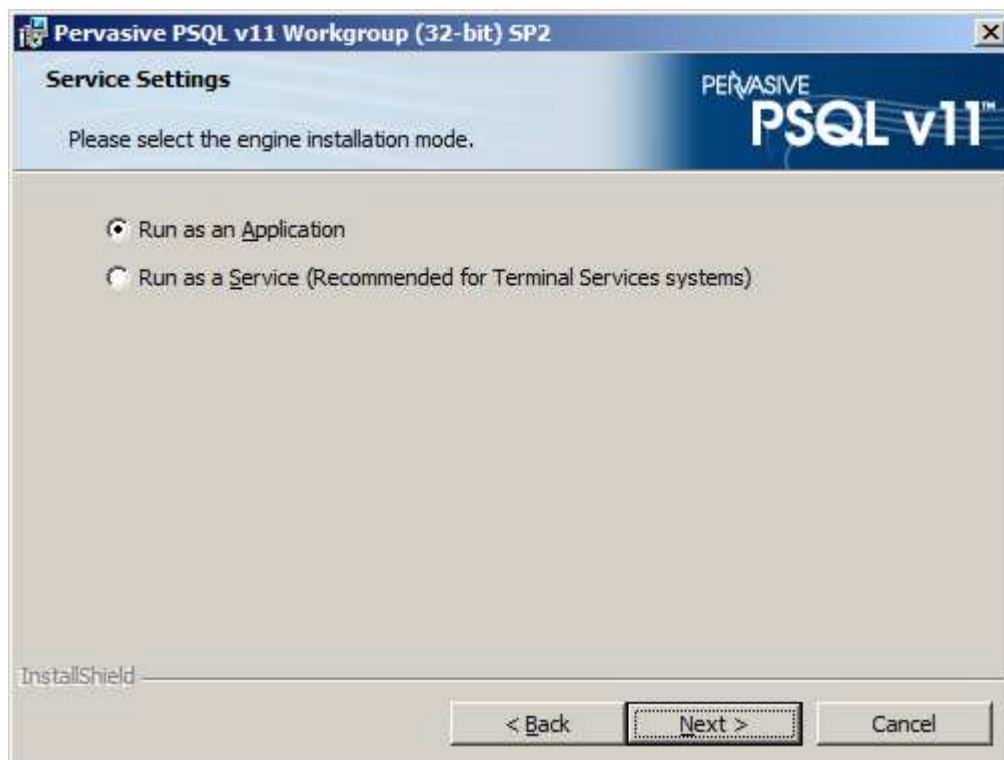 Pervasive PSQL v11 Workgroup (32-bit) SP2
Service Settings
Please select the engine installation mode.
PERVASIVE
PSQL v11™
Run as an Application
Run as a Service (Recommended for Terminal Services systems)
InstallShield
< Back
Next >
Cancel